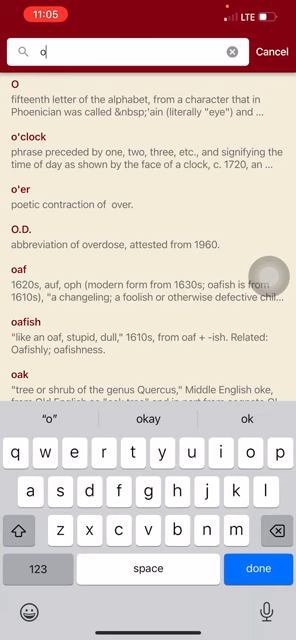 11:05
LTE
o
Cancel
O
fifteenth letter of the alphabet, from a character that in
Phoenician was called &nbsp;'ain (literally "eye") and ...
o'clock
phrase preceded by one, two, three, etc., and signifying the
time of day as shown by the face of a clock, c. 1720, an ...
o'er
poetic contraction of over.
O.D.
abbreviation of overdose, attested from 1960.
oaf
1620s, auf, oph (modern form from 1630s; oafish is from
1610s), "a changeling; a foolish or otherwise defective chil...
oafish
"like an oaf, stupid, dull," 1610s, from oaf + -ish. Related:
Oafishly; oafishness.
oak
"tree or shrub of the genus Quercus," Middle English oke,
"o" okay ok
q w e r t y u i o p
a s d f g h j k l
z x c v b n m
123 space done